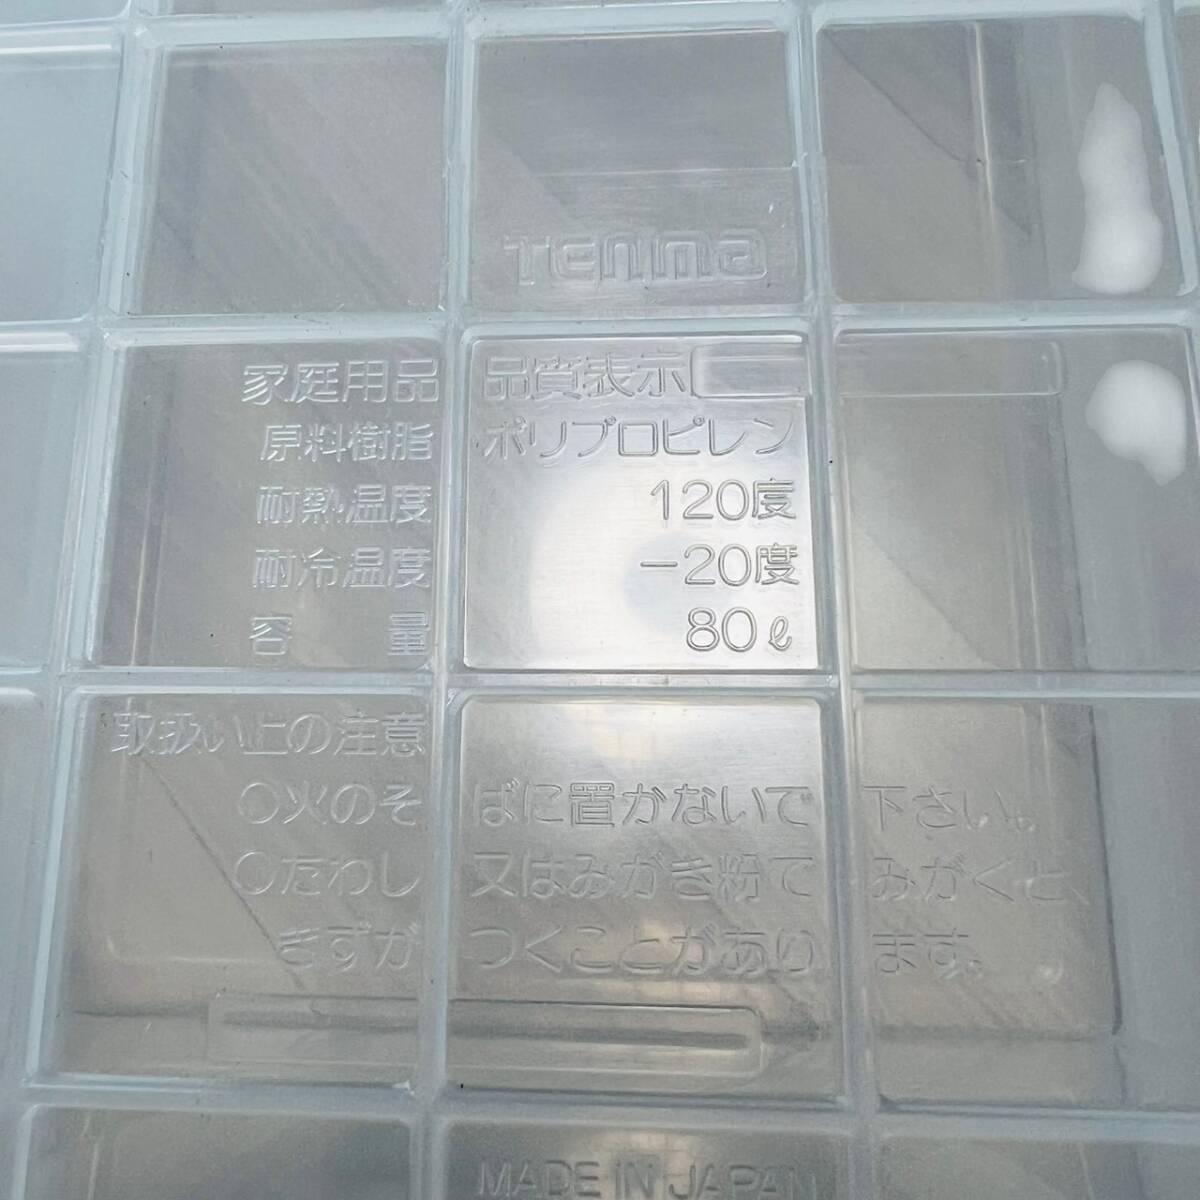 Tenma
家庭用品品質表示
原料樹脂 ポリプロピレン
耐熱温度 120度
耐冷温度 −20度
容量 80ℓ
取扱い上の注意
○火のそばに置かないで下さい。
○たわし又はみがき粉でみがくと、
きずがつくことがあります。
MADE IN JAPAN